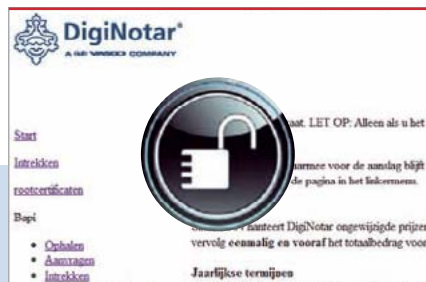 DigiNotar®
A VASCO COMPANY
Start
Intrekken
rootcertificaten
Bapi
Ophalen
Aanvragen
Intrekken
aat. LET OP: Alleen als u het
armee voor de aanslag blijft
de pagina in het linkermenu.
hanteert DigiNotar ongewijzigde prijzen
vervolg eenmalig en vooraf het totaalbedrag voor
Jaarlijkse termijnen